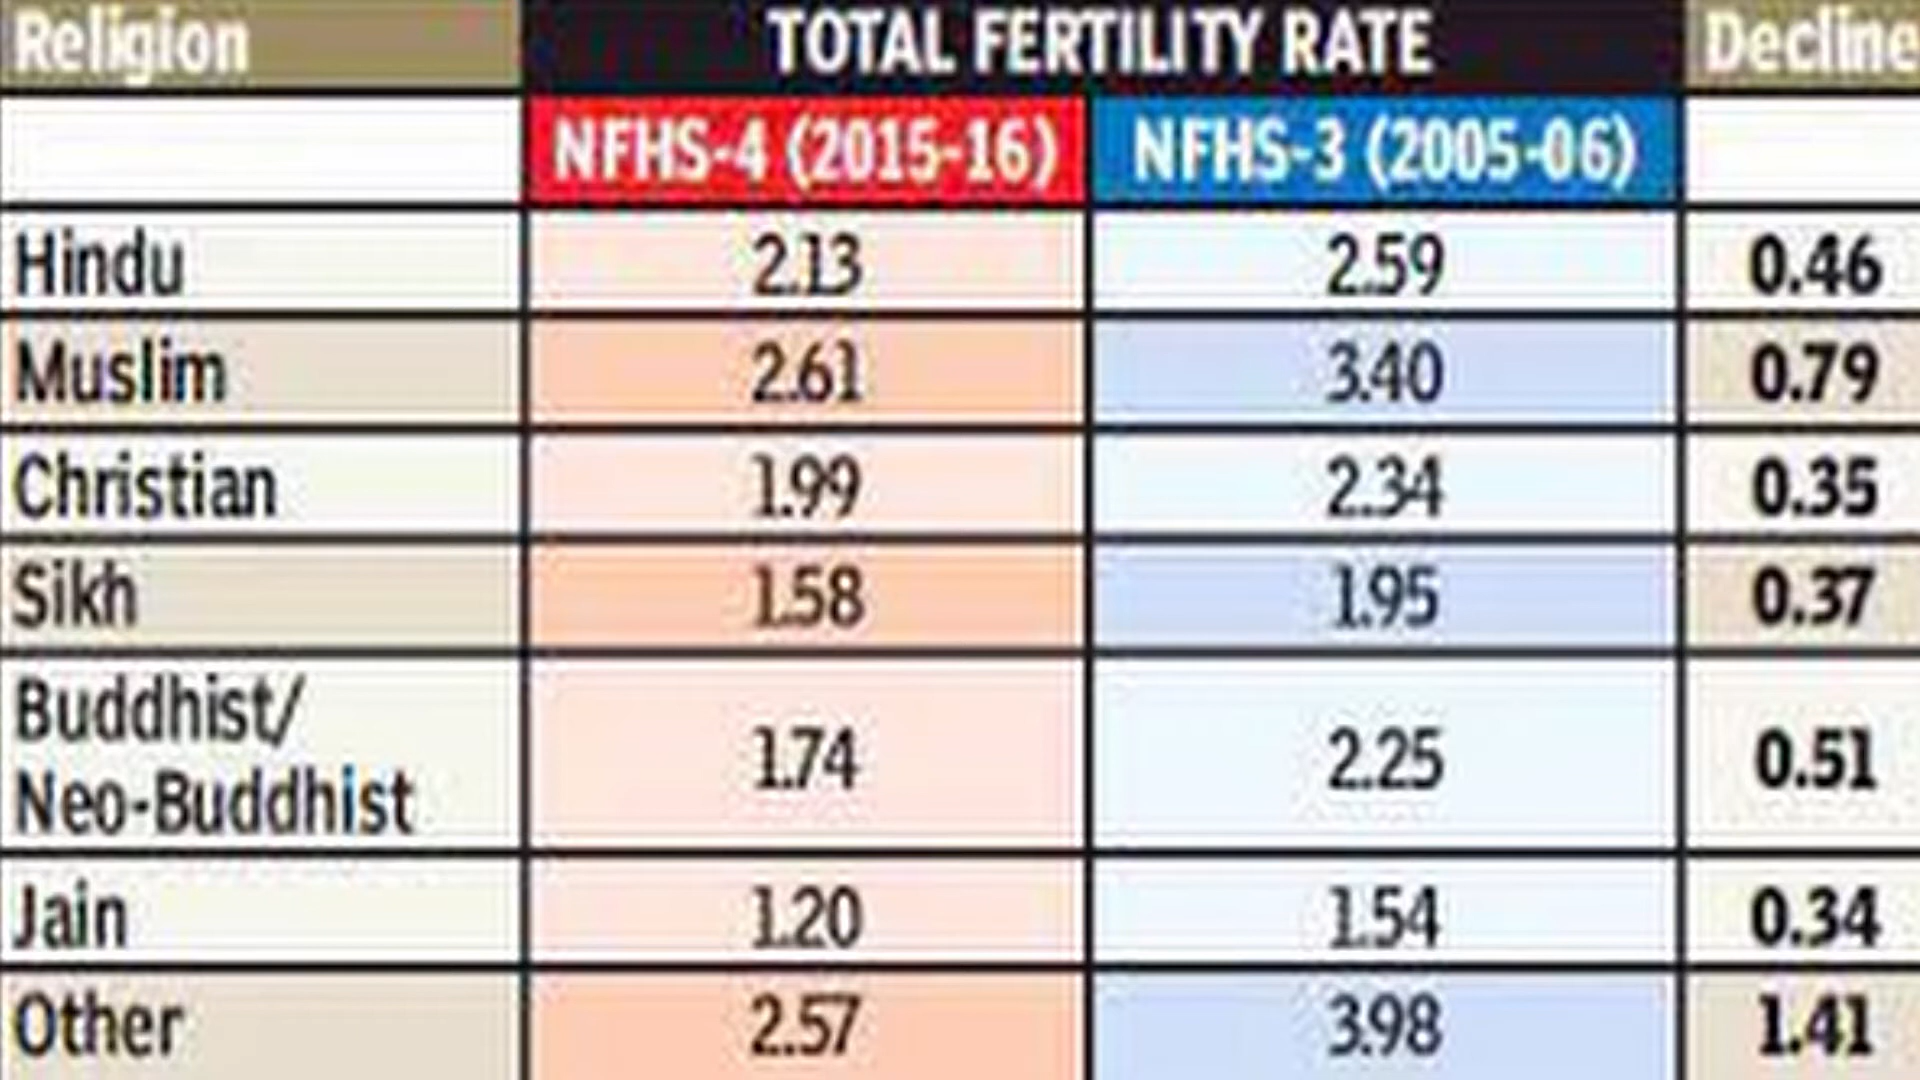 Religion TOTAL FERTILITY RATE Decline
NFHS-4 (2015-16) NFHS-3 (2005-06)
Hindu 2.13 2.59 0.46
Muslim 2.61 3.40 0.79
Christian 1.99 2.34 0.35
Sikh 1.58 1.95 0.37
Buddhist/
Neo-Buddhist 1.74 2.25 0.51
Jain 1.20 1.54 0.34
Other 2.57 3.98 1.41